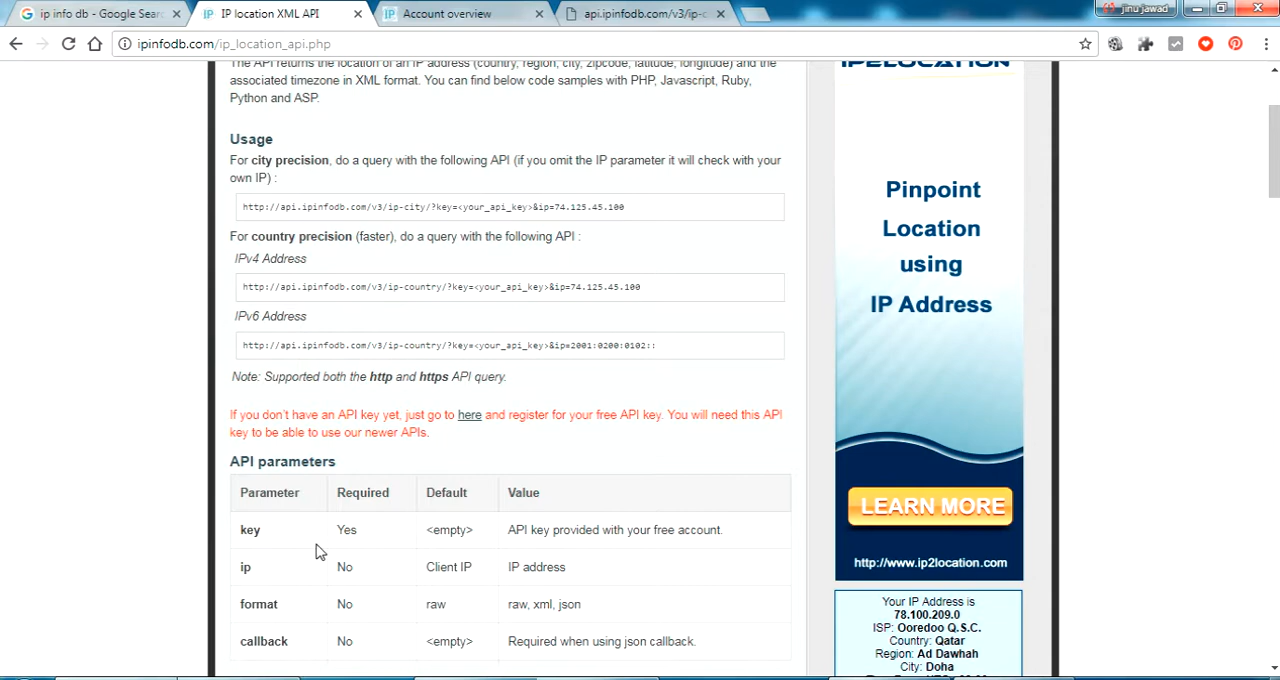 ip info db - Google Sear
IP location XML API
Account overview
api.ipinfodb.com/v3/ip-c
jinu jawad
ipinfodb.com/ip_location_api.php
The API returns the location of an IP address (country, region, city, zipcode, latitude, longitude) and the
associated timezone in XML format. You can find below code samples with PHP, Javascript, Ruby,
Python and ASP.
Usage
For city precision, do a query with the following API (if you omit the IP parameter it will check with your
own IP) :
http://api.ipinfodb.com/v3/ip-city/?key=<your_api_key>&ip=74.125.45.100
For country precision (faster), do a query with the following API :
IPv4 Address
http://api.ipinfodb.com/v3/ip-country/?key=<your_api_key>&ip=74.125.45.100
IPv6 Address
http://api.ipinfodb.com/v3/ip-country/?key=<your_api_key>&ip=2001:0200:0102::
Note: Supported both the http and https API query.
If you don't have an API key yet, just go to here and register for your free API key. You will need this API
key to be able to use our newer APIs.
API parameters
Parameter Required Default Value
key Yes <empty> API key provided with your free account.
ip No Client IP IP address
format No raw raw, xml, json
callback No <empty> Required when using json callback.
IP2LOCATION
Pinpoint
Location
using
IP Address
LEARN MORE
http://www.ip2location.com
Your IP Address is
78.100.209.0
ISP: Ooredoo Q.S.C.
Country: Qatar
Region: Ad Dawhah
City: Doha